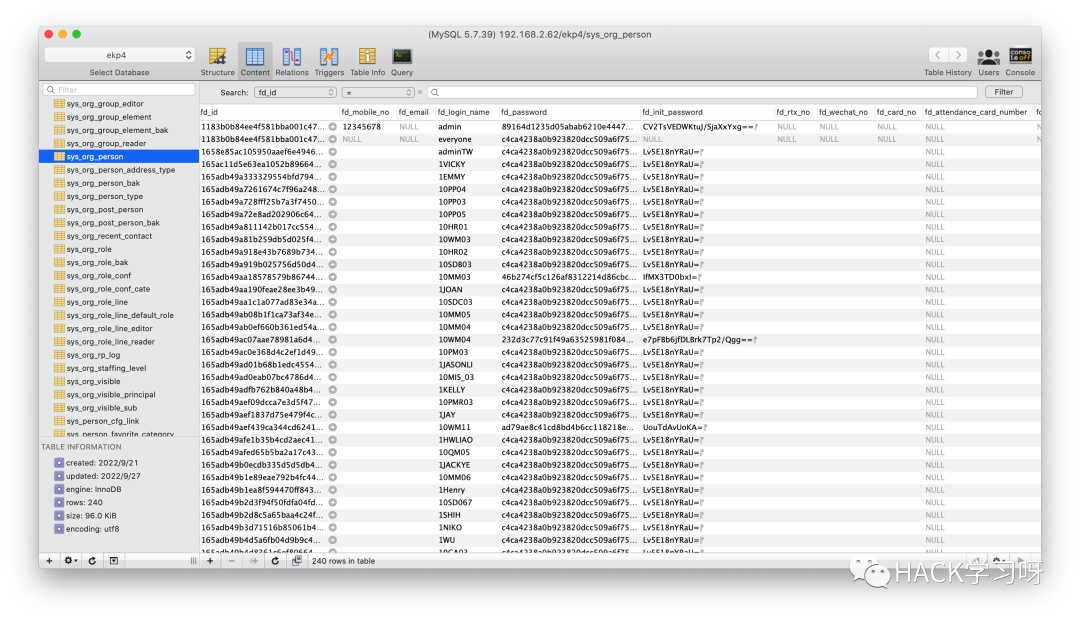 (MySQL 5.7.39) 192.168.2.62/ekp4/sys_org_person
ekp4
Select Database
Structure Content Relations Triggers Table Info Query
Table History Users Console
conso
le off
Filter
Search: fd_id = Filter
sys_org_group_editor
sys_org_group_element
sys_org_group_element_bak
sys_org_group_reader
sys_org_person
sys_org_person_address_type
sys_org_person_bak
sys_org_person_type
sys_org_post_person
sys_org_post_person_bak
sys_org_recent_contact
sys_org_role
sys_org_role_bak
sys_org_role_conf
sys_org_role_conf_cate
sys_org_role_line
sys_org_role_line_default_role
sys_org_role_line_editor
sys_org_role_line_reader
sys_org_rp_log
sys_org_staffing_level
sys_org_visible
sys_org_visible_principal
sys_org_visible_sub
sys_person_cfg_link
sys_person_favorite_category
TABLE INFORMATION
created: 2022/9/21
updated: 2022/9/27
engine: InnoDB
rows: 240
size: 96.0 KiB
encoding: utf8
fd_id fd_mobile_no fd_email fd_login_name fd_password fd_init_password fd_rtx_no fd_wechat_no fd_card_no fd_attendance_card_number
1183b0b84ee4f581bba001c47... 12345678 NULL admin 89164d1235d05abab6210e4447... CV2TsVEDWKtuJ/SjaXxYxg== NULL NULL NULL NULL
1183b0b84ee4f581bba001c47... NULL NULL everyone c4ca4238a0b923820dcc509a6f75... NULL NULL NULL NULL NULL
1658e85ac105950aaef6e4946... adminTW c4ca4238a0b923820dcc509a6f75... Lv5E18nYRaU= NULL
165ac11d5e63ea1052b89664... 1VICKY c4ca4238a0b923820dcc509a6f75... Lv5E18nYRaU= NULL
165adb49a333329554bfd794... 1EMMY c4ca4238a0b923820dcc509a6f75... Lv5E18nYRaU= NULL
165adb49a7261674c7f96a248... 10PP04 c4ca4238a0b923820dcc509a6f75... Lv5E18nYRaU= NULL
165adb49a728fff25b7a3f7450... 10PP03 c4ca4238a0b923820dcc509a6f75... Lv5E18nYRaU= NULL
165adb49a72e8ad202906c64... 10PP05 c4ca4238a0b923820dcc509a6f75... Lv5E18nYRaU= NULL
165adb49a811142b017cc554... 10HR01 c4ca4238a0b923820dcc509a6f75... Lv5E18nYRaU= NULL
165adb49a81b259db5d025f4... 10WM03 c4ca4238a0b923820dcc509a6f75... Lv5E18nYRaU= NULL
165adb49a918e43b7689b734... 10HR02 c4ca4238a0b923820dcc509a6f75... Lv5E18nYRaU= NULL
165adb49a919b025756d50d4... 10SDB03 c4ca4238a0b923820dcc509a6f75... Lv5E18nYRaU= NULL
165adb49aa18578579b86744... 10MM03 46b274cf5c126af8312214d86cbc... IfMX3TD0bxI= NULL
165adb49aa190feae28ee3b49... 1JOAN c4ca4238a0b923820dcc509a6f75... Lv5E18nYRaU= NULL
165adb49aa1c1a077ad83e34a... 10SDC03 c4ca4238a0b923820dcc509a6f75... Lv5E18nYRaU= NULL
165adb49ab08b1f1ca73af34e... 10MM05 c4ca4238a0b923820dcc509a6f75... Lv5E18nYRaU= NULL
165adb49ab0ef660b361ed54a... 10MM04 c4ca4238a0b923820dcc509a6f75... Lv5E18nYRaU= NULL
165adb49ac07aae78981a6d4... 10WM04 232d3c77c91f49a63525981f084... e7pFBb6jfDLBrk7Tp2/Qgg== NULL
165adb49ac0e368d4c2ef1d49... 10PM03 c4ca4238a0b923820dcc509a6f75... Lv5E18nYRaU= NULL
165adb49ad01b68b1edc4554... 1JASONLI c4ca4238a0b923820dcc509a6f75... Lv5E18nYRaU= NULL
165adb49ad0eab07bc4786d4... 10MIS_03 c4ca4238a0b923820dcc509a6f75... Lv5E18nYRaU= NULL
165adb49adfb762b840a48b4... 1KELLY c4ca4238a0b923820dcc509a6f75... Lv5E18nYRaU= NULL
165adb49aef09dcca7e3d5f47... 10PMR03 c4ca4238a0b923820dcc509a6f75... Lv5E18nYRaU= NULL
165adb49aef1837d75e479f4c... 1JAY c4ca4238a0b923820dcc509a6f75... Lv5E18nYRaU= NULL
165adb49aef439ca344cd6241... 10WM11 ad79ae8c41cd8bd4b6cc118218e... UouTdAvUoKA= NULL
165adb49afe1b35b4cd2aec41... 1HWLIAO c4ca4238a0b923820dcc509a6f75... Lv5E18nYRaU= NULL
165adb49afed65b5ba2a17c43... 10QM05 c4ca4238a0b923820dcc509a6f75... Lv5E18nYRaU= NULL
165adb49b0ecdb335d5d5db4... 1JACKYE c4ca4238a0b923820dcc509a6f75... Lv5E18nYRaU= NULL
165adb49b1e89eae792b4fc44... 10MM06 c4ca4238a0b923820dcc509a6f75... Lv5E18nYRaU= NULL
165adb49b1ea8f594470ff843... 1Henry c4ca4238a0b923820dcc509a6f75... Lv5E18nYRaU= NULL
165adb49b2d3f94f50fdfa04fd... 10SD067 c4ca4238a0b923820dcc509a6f75... Lv5E18nYRaU= NULL
165adb49b2d8c5a65baa4c24f... 1SHIH c4ca4238a0b923820dcc509a6f75... Lv5E18nYRaU= NULL
165adb49b3d71516b85061b4... 1NIKO c4ca4238a0b923820dcc509a6f75... Lv5E18nYRaU= NULL
165adb49b4d5a6fb04d9b9c4... 1WU c4ca4238a0b923820dcc509a6f75... Lv5E18nYRaU= NULL
240 rows in table
HACK学习呀